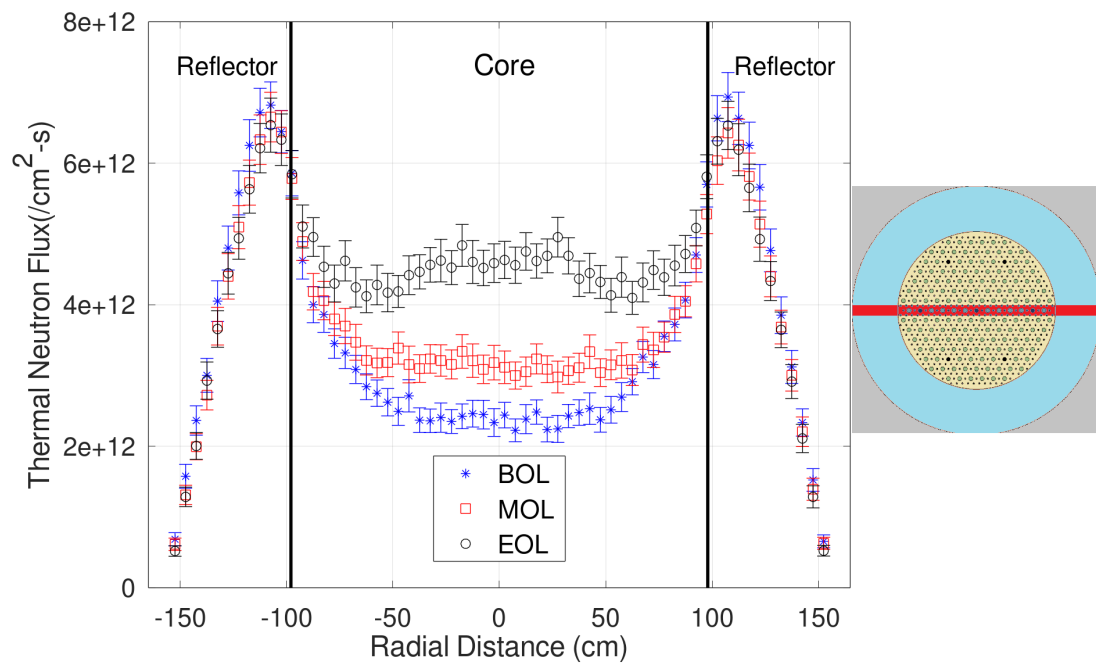 8e+12
Reflector
Core
Reflector
6e+12
4e+12
2e+12
0
Thermal Neutron Flux(/cm²-s)
BOL
MOL
EOL
-150
-100
-50
0
50
100
150
Radial Distance (cm)